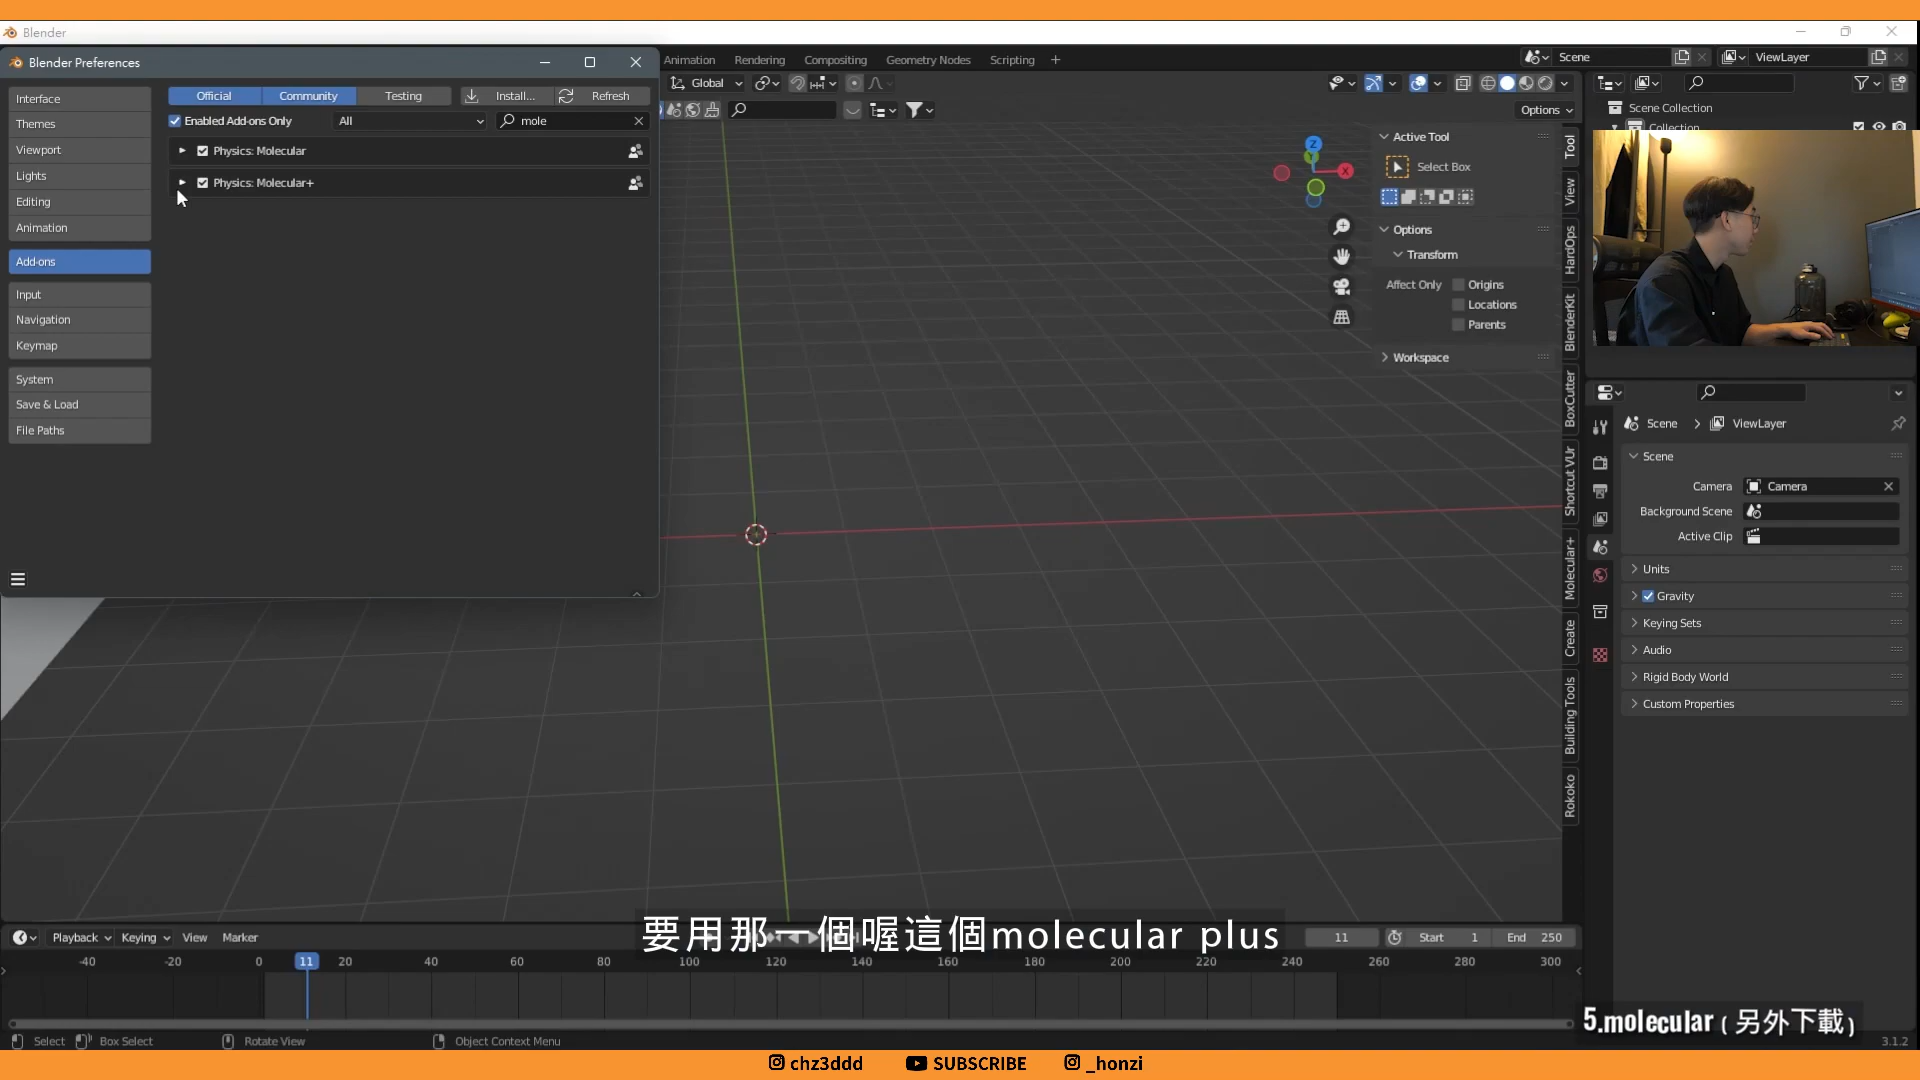 Blender
Blender Preferences
Interface
Themes
Viewport
Lights
Editing
Animation
Add-ons
Input
Navigation
Keymap
System
Save & Load
File Paths
Official
Community
Testing
Install...
Refresh
Enabled Add-ons Only
All
mole
Physics: Molecular
Physics: Molecular+
Animation
Rendering
Compositing
Geometry Nodes
Scripting
+
Global
Options
Z
X
Active Tool
Select Box
Options
Transform
Affect Only
Origins
Locations
Parents
Workspace
Tool
View
HardOps
BlenderKit
BoxCutter
Shortcut VUr
Molecular+
Create
Building Tools
Rokoko
Scene
ViewLayer
Scene Collection
Collection
Scene
ViewLayer
Scene
Camera
Camera
Background Scene
Active Clip
Units
Gravity
Keying Sets
Audio
Rigid Body World
Custom Properties
要用那一個喔這個molecular plus
Playback
Keying
View
Marker
11
Start 1
End 250
-40 -20 0 11 20 40 60 80 100 120 140 160 180 200 220 240 260 280 300
5.molecular(另外下載)
Select
Box Select
Rotate View
Object Context Menu
3.1.2
chz3ddd
SUBSCRIBE
_honzi